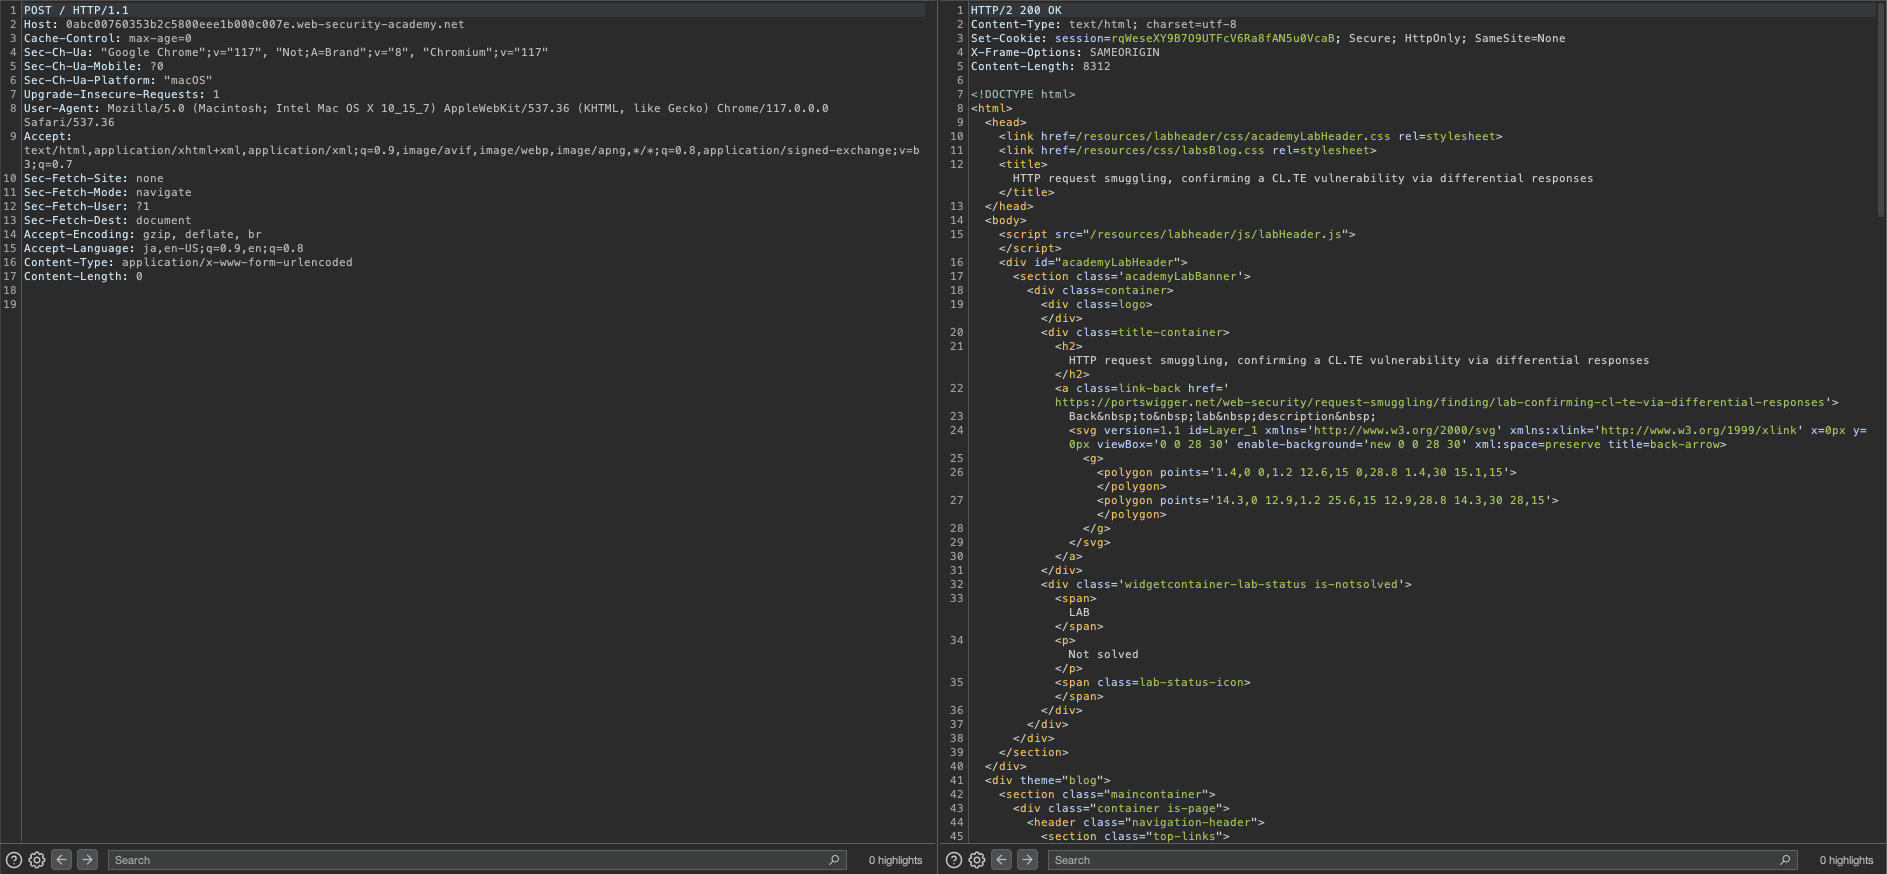 1 POST / HTTP/1.1
2 Host: 0abc00760353b2c5800eee1b000c007e.web-security-academy.net
3 Cache-Control: max-age=0
4 Sec-Ch-Ua: "Google Chrome";v="117", "Not;A=Brand";v="8", "Chromium";v="117"
5 Sec-Ch-Ua-Mobile: ?0
6 Sec-Ch-Ua-Platform: "macOS"
7 Upgrade-Insecure-Requests: 1
8 User-Agent: Mozilla/5.0 (Macintosh; Intel Mac OS X 10_15_7) AppleWebKit/537.36 (KHTML, like Gecko) Chrome/117.0.0.0
Safari/537.36
9 Accept:
text/html,application/xhtml+xml,application/xml;q=0.9,image/avif,image/webp,image/apng,*/*;q=0.8,application/signed-exchange;v=b
3;q=0.7
10 Sec-Fetch-Site: none
11 Sec-Fetch-Mode: navigate
12 Sec-Fetch-User: ?1
13 Sec-Fetch-Dest: document
14 Accept-Encoding: gzip, deflate, br
15 Accept-Language: ja,en-US;q=0.9,en;q=0.8
16 Content-Type: application/x-www-form-urlencoded
17 Content-Length: 0
18
19
Search
0 highlights
1 HTTP/2 200 OK
2 Content-Type: text/html; charset=utf-8
3 Set-Cookie: session=rqWeseXY9B7O9UTFcV6Ra8fAN5u0VcaB; Secure; HttpOnly; SameSite=None
4 X-Frame-Options: SAMEORIGIN
5 Content-Length: 8312
6
7 <!DOCTYPE html>
8 <html>
9 <head>
10 <link href=/resources/labheader/css/academyLabHeader.css rel=stylesheet>
11 <link href=/resources/css/labsBlog.css rel=stylesheet>
12 <title>
HTTP request smuggling, confirming a CL.TE vulnerability via differential responses
</title>
13 </head>
14 <body>
15 <script src="/resources/labheader/js/labHeader.js">
</script>
16 <div id="academyLabHeader">
17 <section class='academyLabBanner'>
18 <div class=container>
19 <div class=logo>
</div>
20 <div class=title-container>
21 <h2>
HTTP request smuggling, confirming a CL.TE vulnerability via differential responses
</h2>
22 <a class=link-back href='
https://portswigger.net/web-security/request-smuggling/finding/lab-confirming-cl-te-via-differential-responses'>
23 Back&nbsp;to&nbsp;lab&nbsp;description&nbsp;
24 <svg version=1.1 id=Layer_1 xmlns='http://www.w3.org/2000/svg' xmlns:xlink='http://www.w3.org/1999/xlink' x=0px y=
0px viewBox='0 0 28 30' enable-background='new 0 0 28 30' xml:space=preserve title=back-arrow>
25 <g>
26 <polygon points='1.4,0 0,1.2 12.6,15 0,28.8 1.4,30 15.1,15'>
</polygon>
27 <polygon points='14.3,0 12.9,1.2 25.6,15 12.9,28.8 14.3,30 28,15'>
</polygon>
28 </g>
29 </svg>
30 </a>
31 </div>
32 <div class='widgetcontainer-lab-status is-notsolved'>
33 <span>
LAB
</span>
34 <p>
Not solved
</p>
35 <span class=lab-status-icon>
</span>
36 </div>
37 </div>
38 </div>
39 </section>
40 </div>
41 <div theme="blog">
42 <section class="maincontainer">
43 <div class="container is-page">
44 <header class="navigation-header">
45 <section class="top-links">
Search
0 highlights